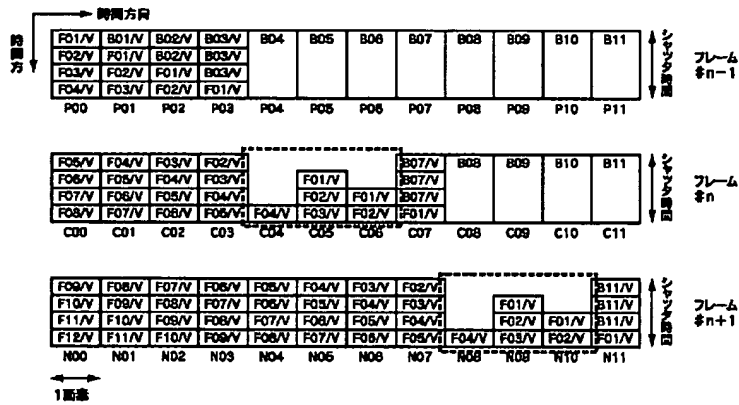 時間方向
時間方
F01/V B01/V B02/V B03/V B04 B05 B06 B07 B08 B09 B10 B11
F02/V F01/V B02/V B03/V
F03/V F02/V F01/V B03/V
F04/V F03/V F02/V F01/V
シャッタ時間
フレーム
#n−1
P00 P01 P02 P03 P04 P05 P06 P07 P08 P09 P10 P11
F05/V F04/V F03/V F02/V B07/V B08 B09 B10 B11
F06/V F05/V F04/V F03/V F01/V B07/V
F07/V F06/V F05/V F04/V F02/V F01/V B07/V
F08/V F07/V F06/V F05/V F04/V F03/V F02/V F01/V
シャッタ時間
フレーム
#n
C00 C01 C02 C03 C04 C05 C06 C07 C08 C09 C10 C11
F09/V F08/V F07/V F06/V F05/V F04/V F03/V F02/V B11/V
F10/V F09/V F08/V F07/V F06/V F05/V F04/V F03/V F01/V B11/V
F11/V F10/V F09/V F08/V F07/V F06/V F05/V F04/V F02/V F01/V B11/V
F12/V F11/V F10/V F09/V F08/V F07/V F06/V F05/V F04/V F03/V F02/V F01/V
シャッタ時間
フレーム
#n+1
N00 N01 N02 N03 N04 N05 N06 N07 N08 N09 N10 N11
1画素